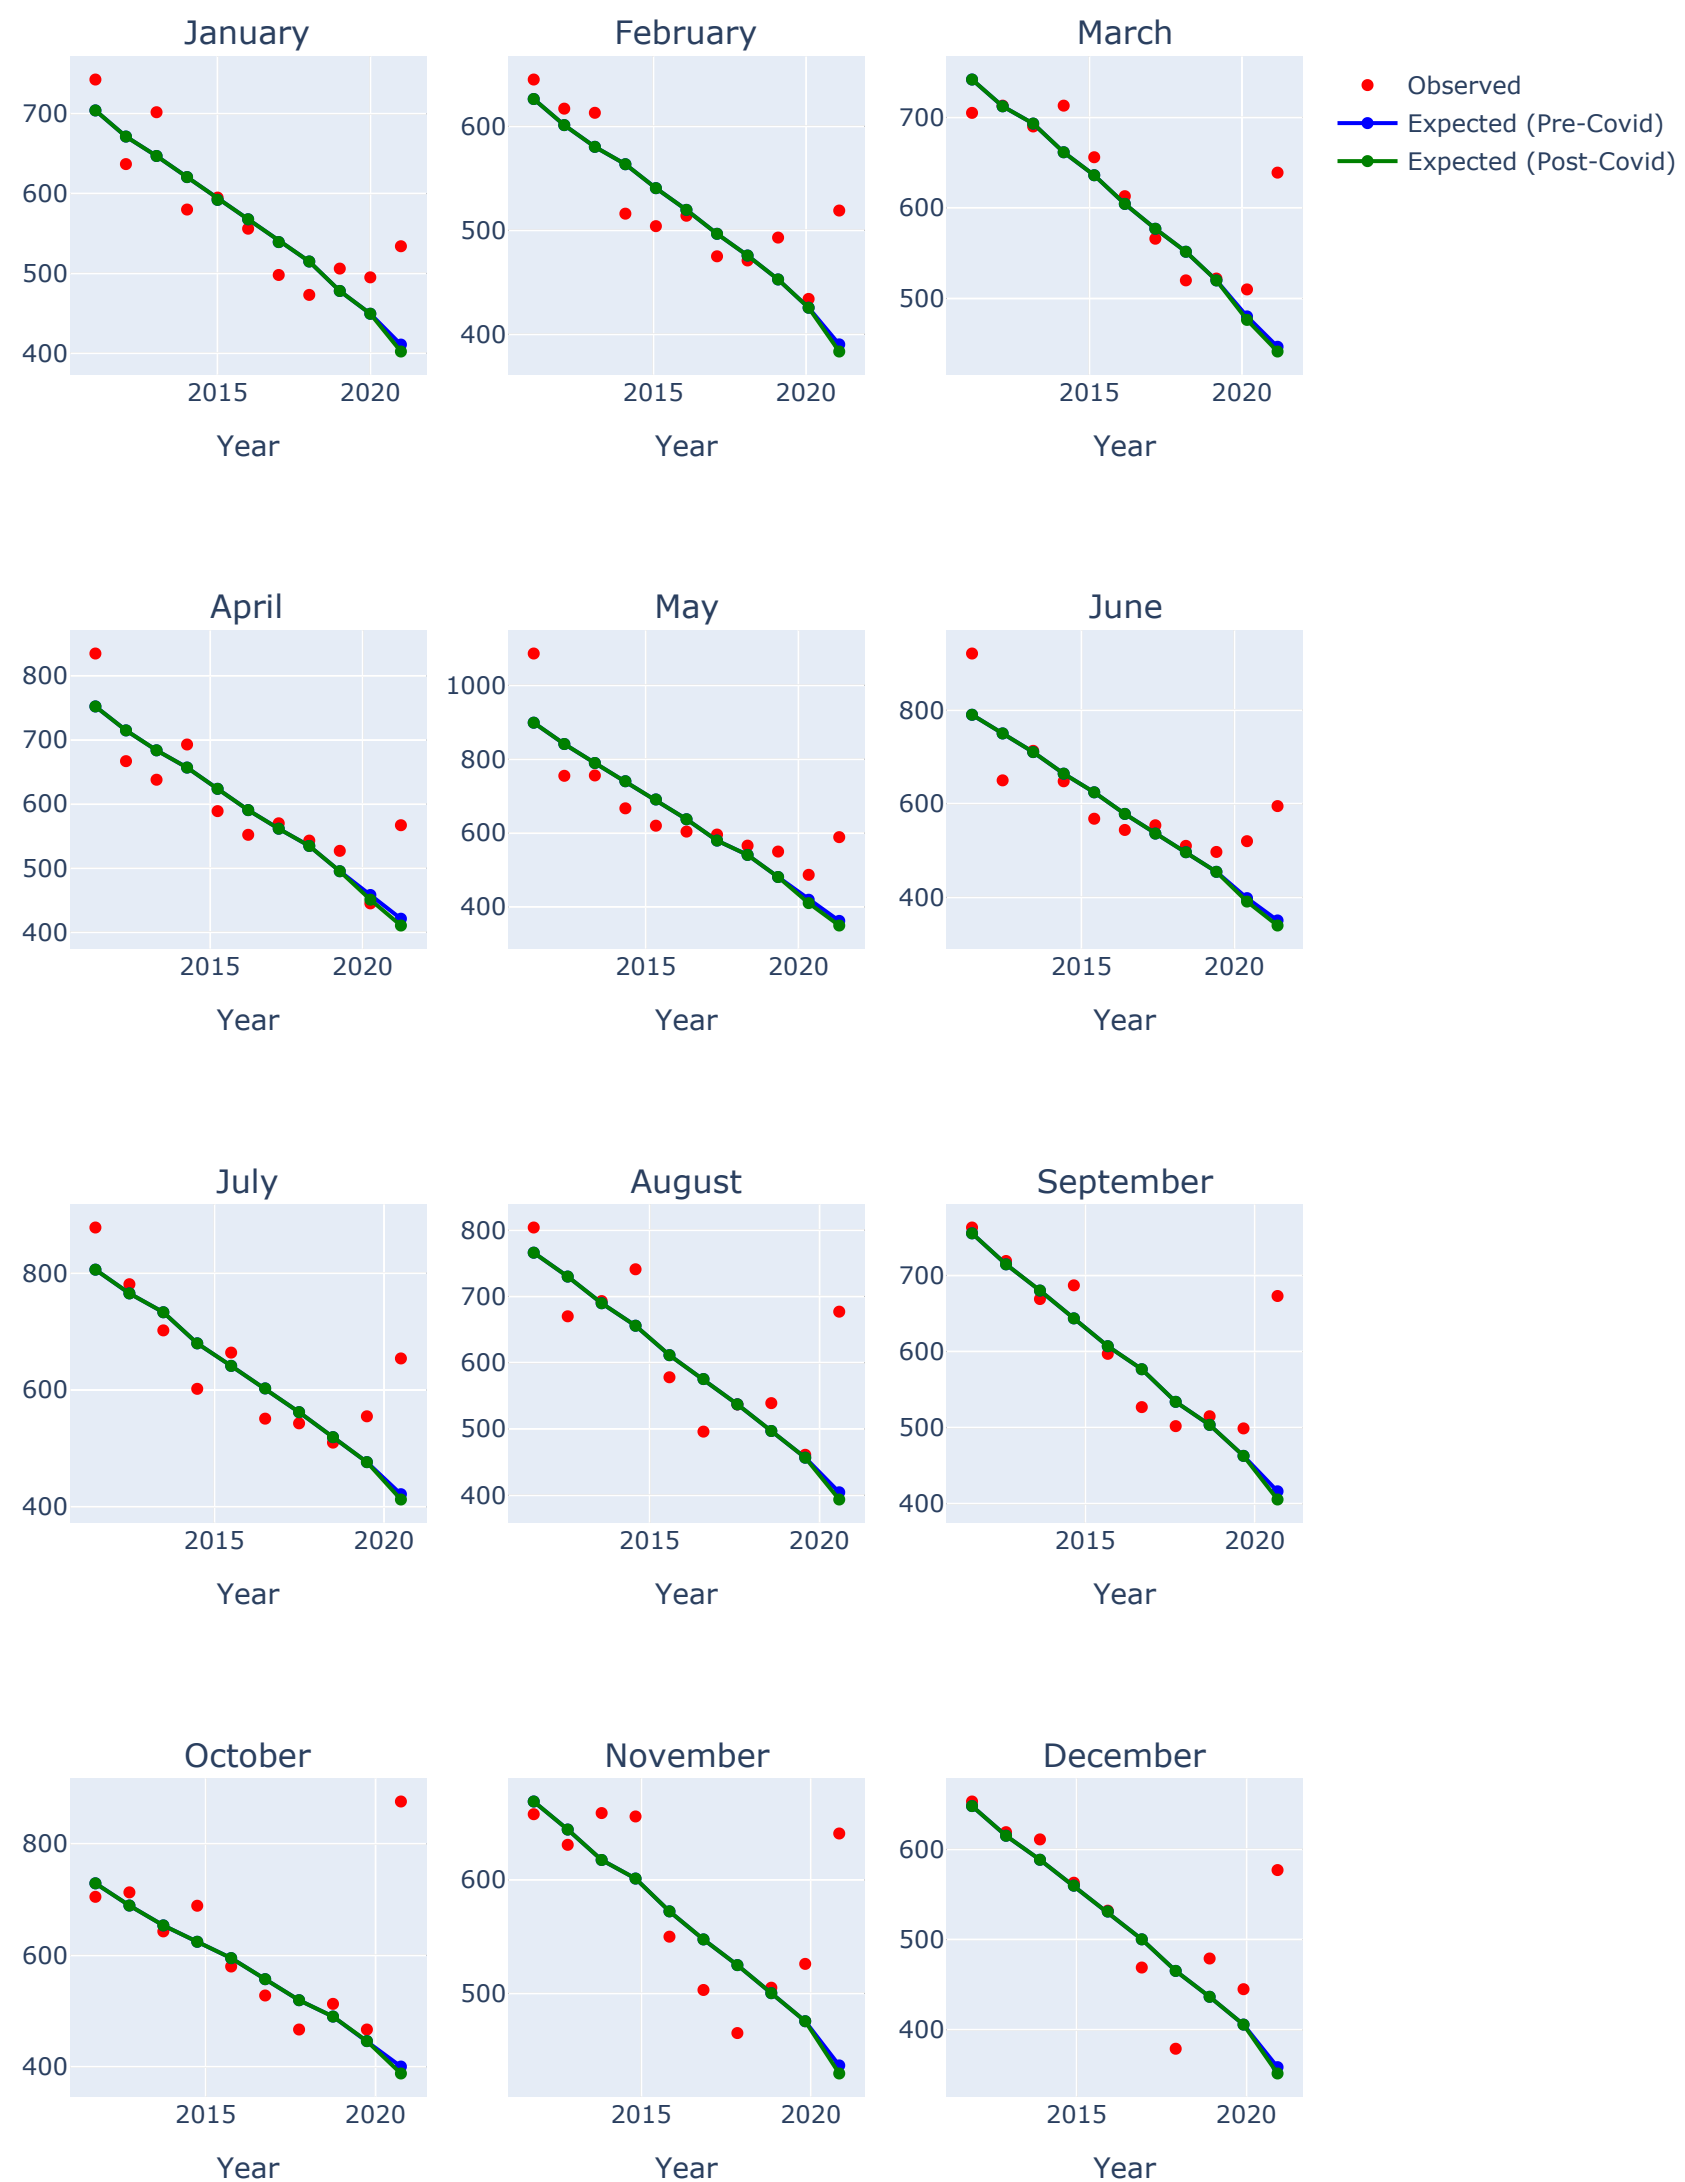 January
February
March
Observed
Expected (Pre-Covid)
Expected (Post-Covid)
700
600
500
400
2015
2020
Year
600
500
400
2015
2020
Year
700
600
500
2015
2020
Year
April
May
June
800
700
600
500
400
2015
2020
Year
1000
800
600
400
2015
2020
Year
800
600
400
2015
2020
Year
July
August
September
800
600
400
2015
2020
Year
800
700
600
500
400
2015
2020
Year
700
600
500
400
2015
2020
Year
October
November
December
800
600
400
2015
2020
Year
600
500
2015
2020
Year
600
500
400
2015
2020
Year